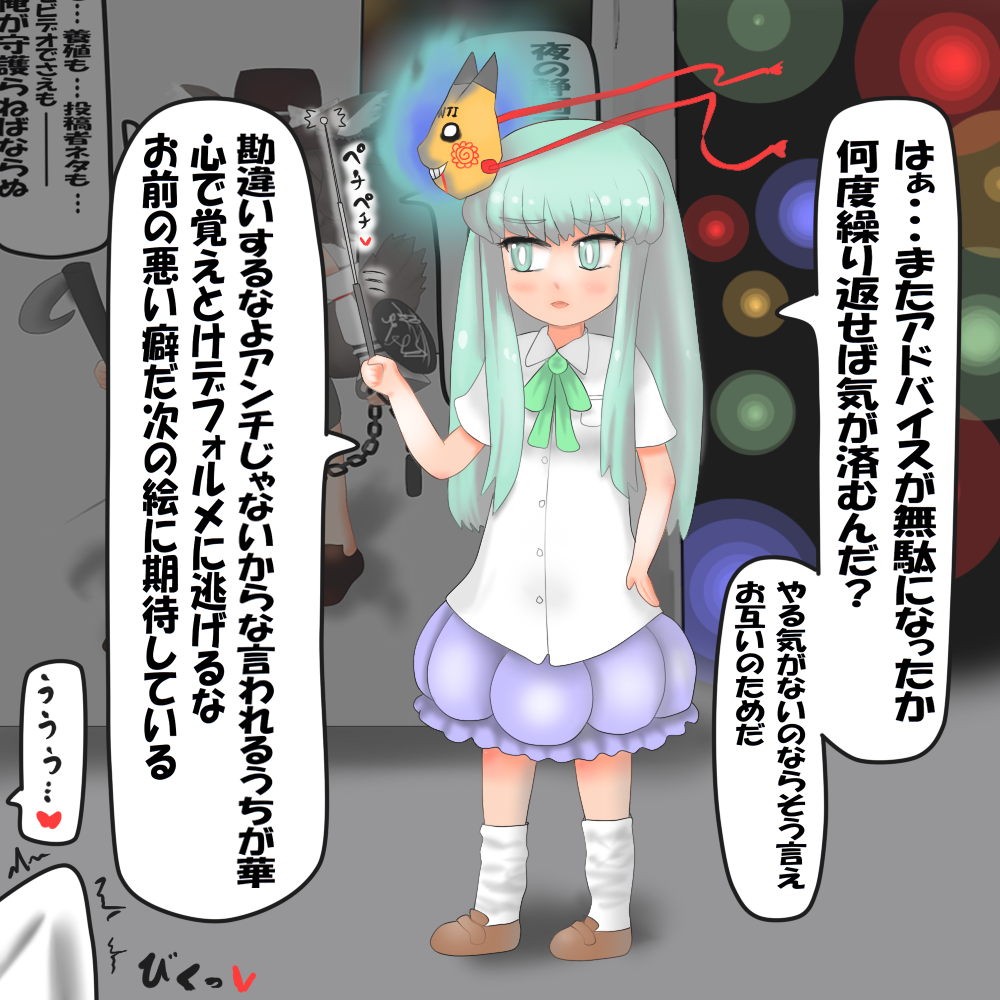 はぁ・・・またアドバイスが無駄になったか
何度繰り返せば気が済むんだ?
やる気がないのならそう言え
お互いのためだ
夜の
NTI
ペチペチ♥
勘違いするなよアンチじゃないからな言われるうちが華
心で覚えとけデフォルメに逃げるな
お前の悪い癖だ次の絵に期待している
も…養殖も…投稿者ネタも…
ビデオでさえも――
俺が守護らねばならぬ
ううう…♥
びくっ♥